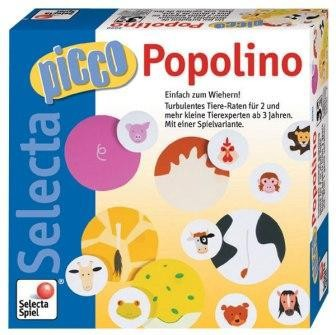 picco
Popolino
Einfach zum Wiehern!
Turbulentes Tiere-Raten für 2 und
mehr kleine Tierexperten ab 3 Jahren.
Mit einer Spielvariante.
Selecta
Selecta
Spiel
®
picco
Popolino